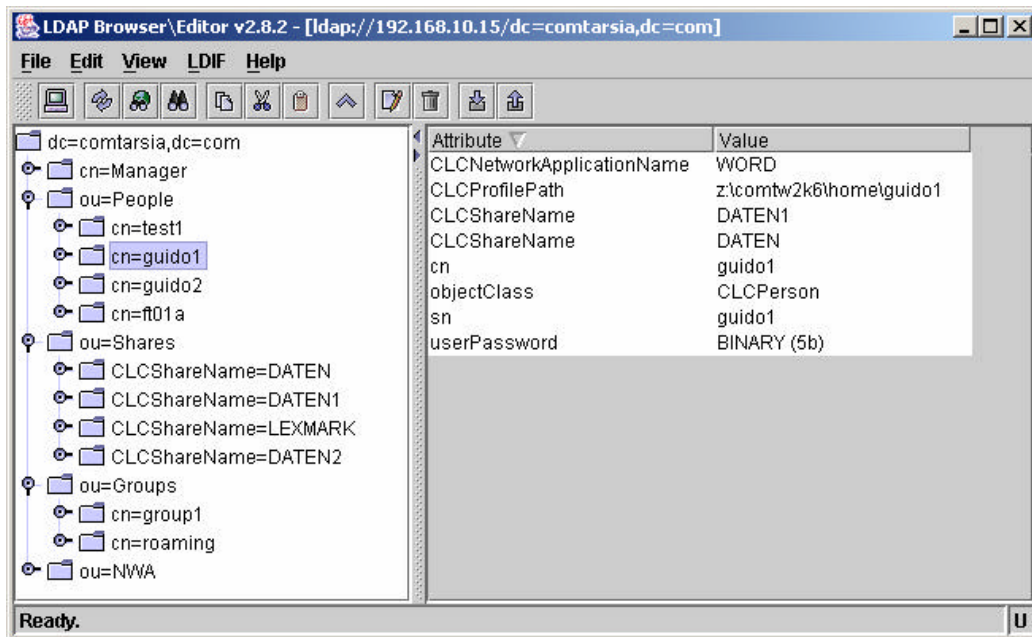 LDAP Browser\Editor v2.8.2 - [ldap://192.168.10.15/dc=comtarsia,dc=com]
File Edit View LDIF Help
dc=comtarsia,dc=com
cn=Manager
ou=People
cn=test1
cn=guido1
cn=guido2
cn=ft01a
ou=Shares
CLCShareName=DATEN
CLCShareName=DATEN1
CLCShareName=LEXMARK
CLCShareName=DATEN2
ou=Groups
cn=group1
cn=roaming
ou=NWA
Attribute Value
CLCNetworkApplicationName WORD
CLCProfilePath z:\comtw2k6\home\guido1
CLCShareName DATEN1
CLCShareName DATEN
cn guido1
objectClass CLCPerson
sn guido1
userPassword BINARY (5b)
Ready. U